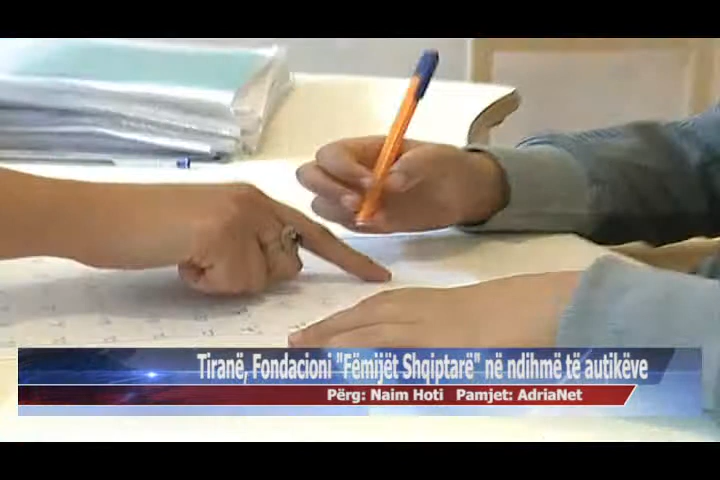 Tiranë, Fondacioni "Fëmijët Shqiptarë" në ndihmë të autikëve
Përg: Naim Hoti Pamjet: AdriaNet